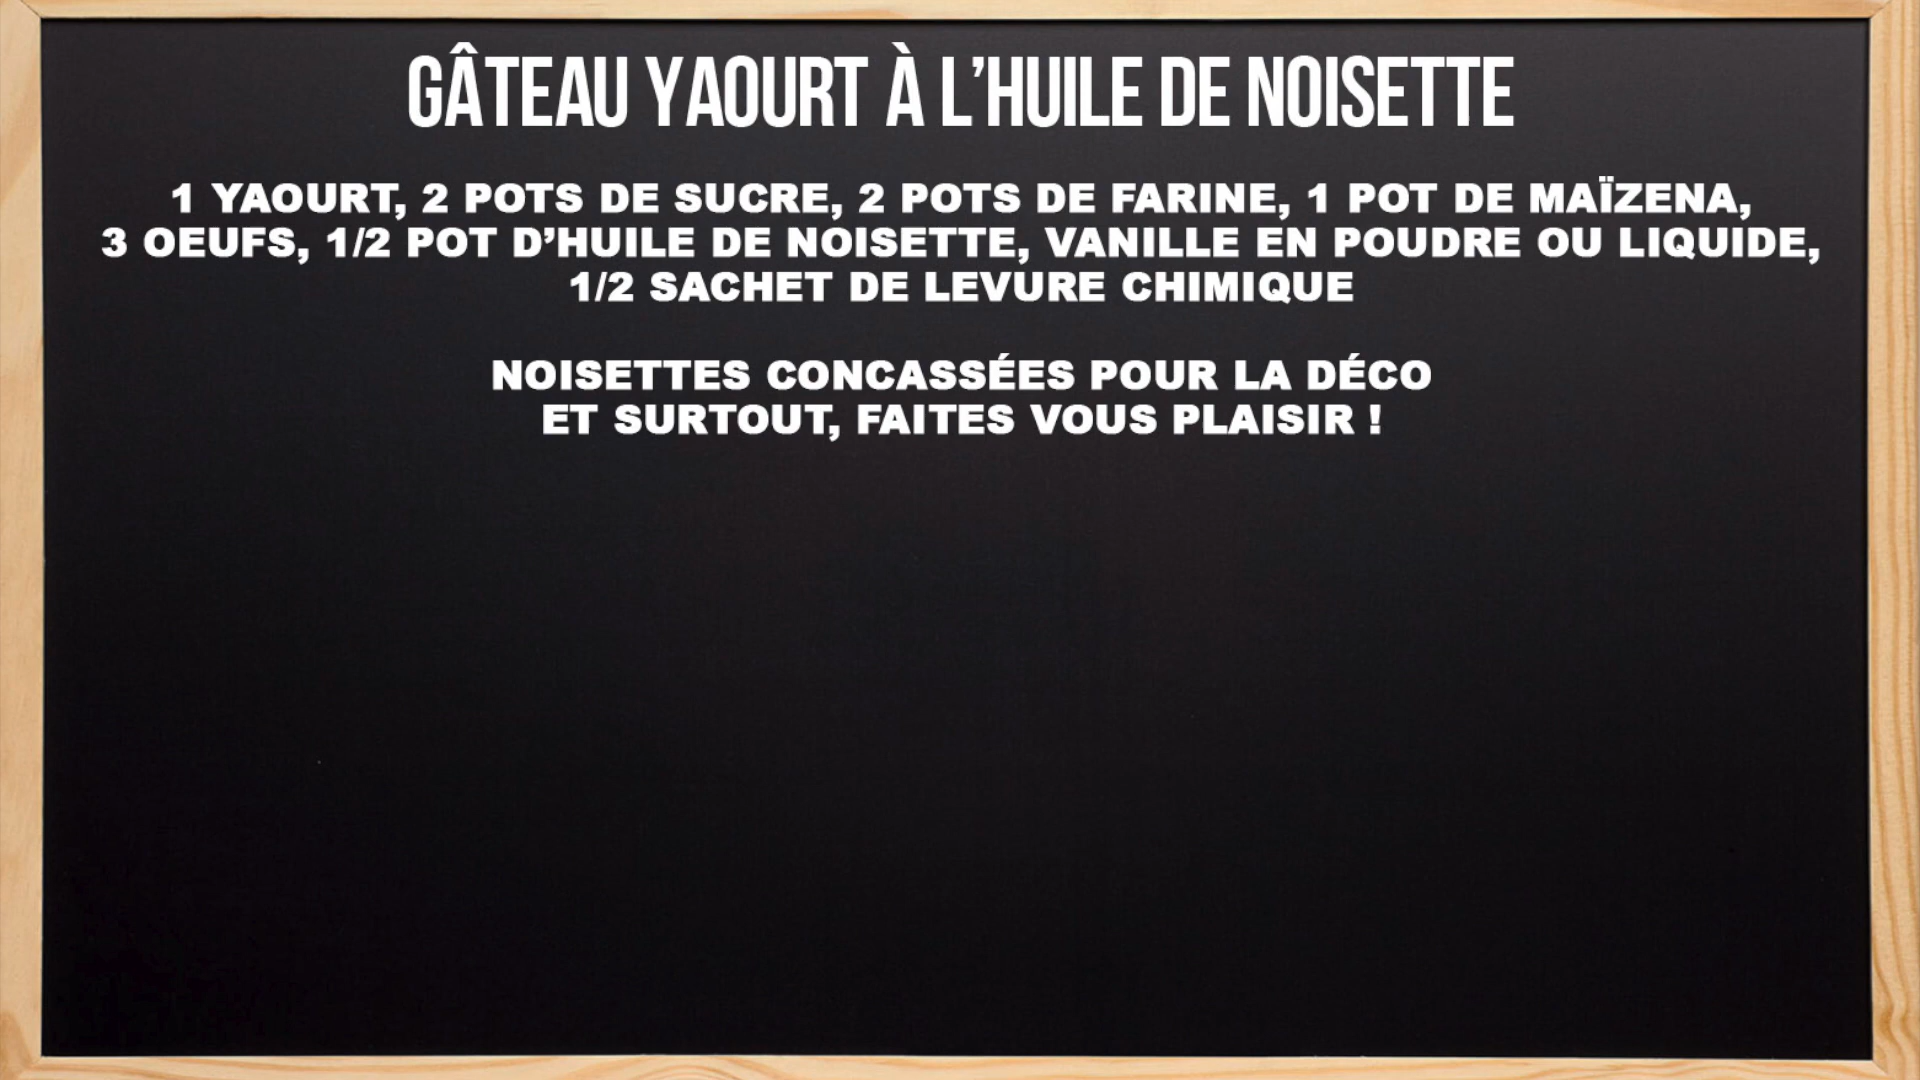 GÂTEAU YAOURT À L’HUILE DE NOISETTE
1 YAOURT, 2 POTS DE SUCRE, 2 POTS DE FARINE, 1 POT DE MAÏZENA,
3 OEUFS, 1/2 POT D’HUILE DE NOISETTE, VANILLE EN POUDRE OU LIQUIDE,
1/2 SACHET DE LEVURE CHIMIQUE
NOISETTES CONCASSÉES POUR LA DÉCO
ET SURTOUT, FAITES VOUS PLAISIR !